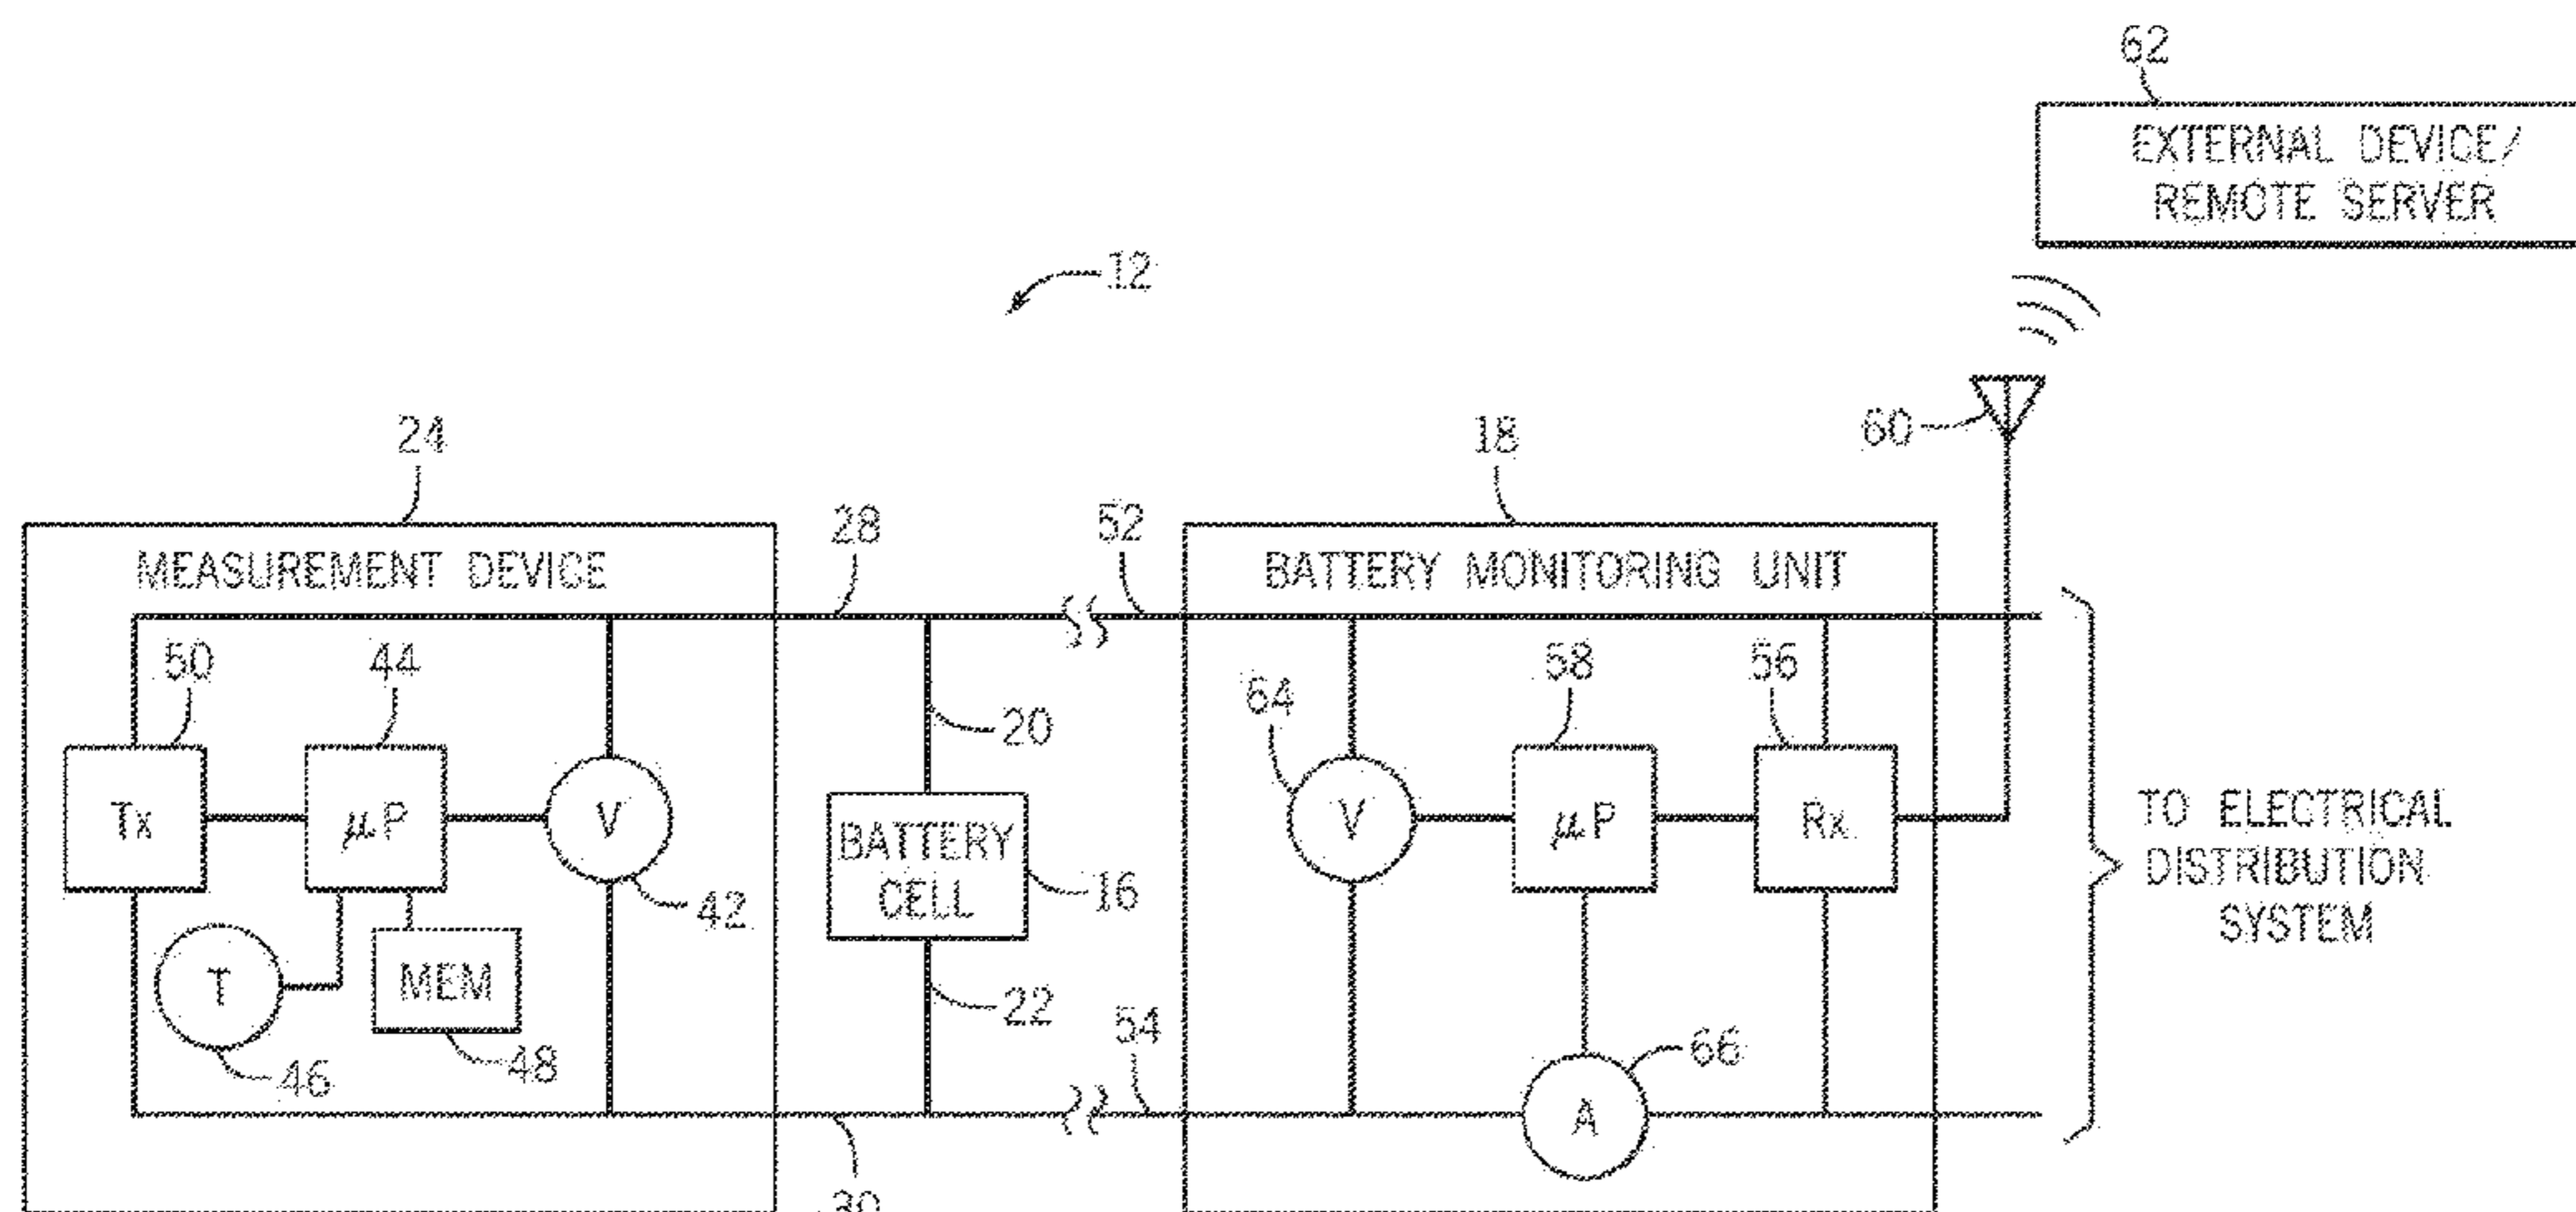 62
EXTERNAL DEVICE/
REMOTE SERVER
12
24
18
60
28
52
MEASUREMENT DEVICE
BATTERY MONITORING UNIT
50
44
20
64
58
56
Tx
μP
V
BATTERY
CELL
16
V
μP
Rx
TO ELECTRICAL
DISTRIBUTION
SYSTEM
42
T
MEM
22
54
46
48
66
A
30